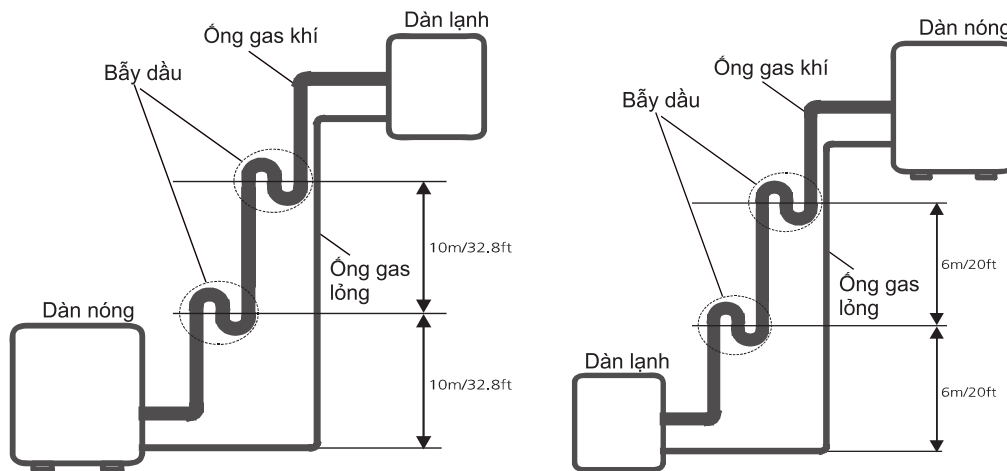 Dàn lạnh
Ống gas khí
Bẫy dầu
10m/32.8ft
Ống gas
lỏng
Dàn nóng
10m/32.8ft
Dàn nóng
Ống gas khí
Bẫy dầu
6m/20ft
Ống gas
lỏng
Dàn lạnh
6m/20ft